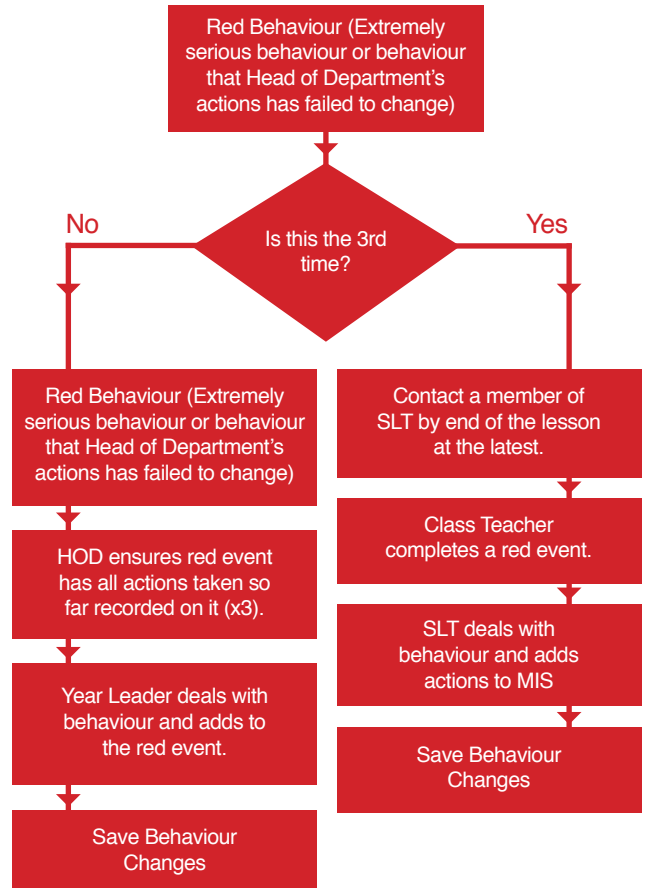 Red Behaviour (Extremely
serious behaviour or behaviour
that Head of Department's
actions has failed to change)
Is this the 3rd
time?
No
Red Behaviour (Extremely
serious behaviour or behaviour
that Head of Department's
actions has failed to change)
HOD ensures red event
has all actions taken so
far recorded on it (x3).
Year Leader deals with
behaviour and adds to
the red event.
Save Behaviour
Changes
Yes
Contact a member of
SLT by end of the lesson
at the latest.
Class Teacher
completes a red event.
SLT deals with
behaviour and adds
actions to MIS
Save Behaviour
Changes